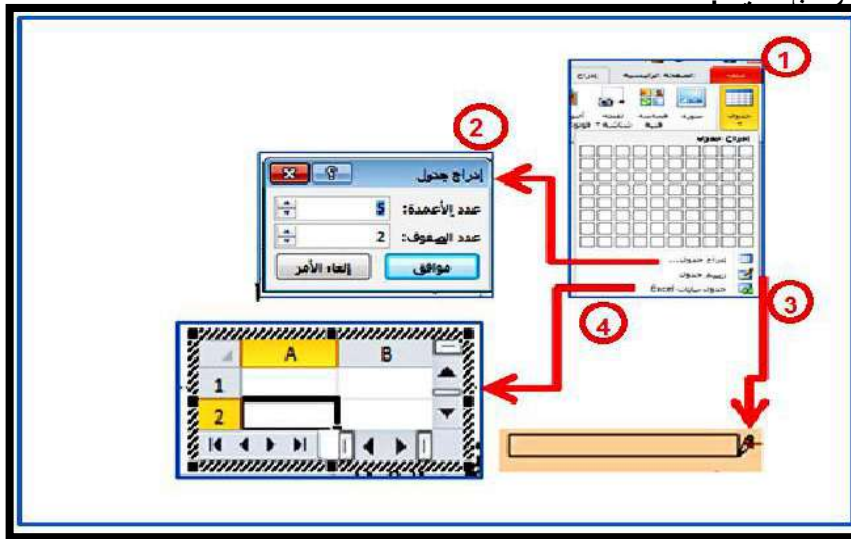 1
الصفحة الرئيسية
إدراج
جدول
صورة
إدراج جدول
إدراج جدول...
رسم جدول
جدول بيانات Excel
2
إدراج جدول
عدد الأعمدة: 5
عدد الصفوف: 2
موافق
إلغاء الأمر
3
4
A B
1
2